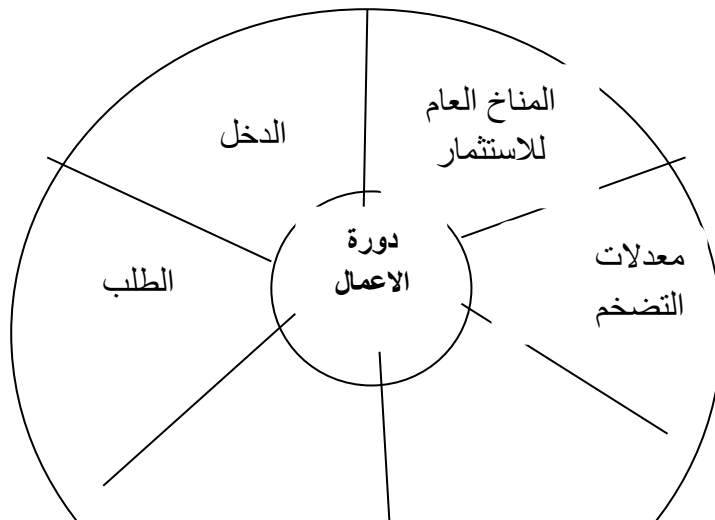 المناخ العام
للاستثمار
الدخل
دورة
الاعمال
معدلات
التضخم
الطلب